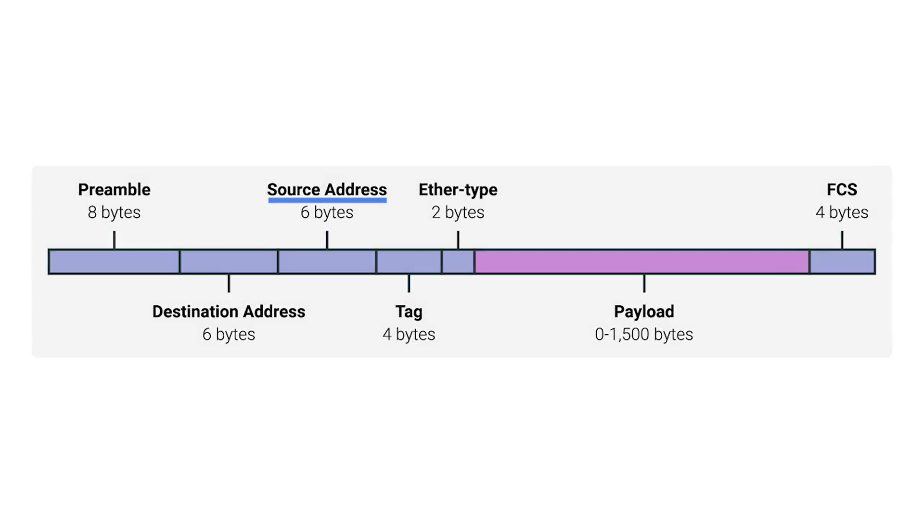 Preamble
8 bytes
Source Address
6 bytes
Ether-type
2 bytes
FCS
4 bytes
Destination Address
6 bytes
Tag
4 bytes
Payload
0-1,500 bytes